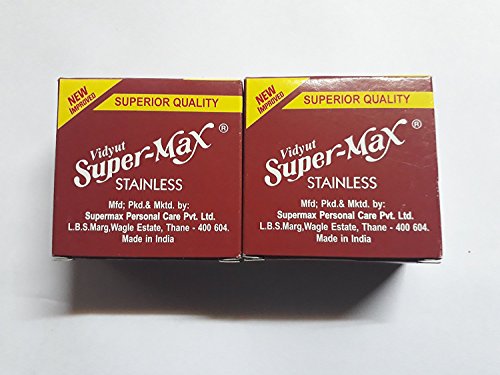 NEW
IMPROVED
SUPERIOR QUALITY
Vidyut
Super-Max ®
STAINLESS
Mfd; Pkd.& Mktd. by:
Supermax Personal Care Pvt. Ltd.
L.B.S.Marg,Wagle Estate, Thane - 400 604.
Made in India
NEW
IMPROVED
SUPERIOR QUALITY
Vidyut
Super-Max ®
STAINLESS
Mfd; Pkd.& Mktd. by:
Supermax Personal Care Pvt. Ltd.
L.B.S.Marg,Wagle Estate, Thane - 400 604.
Made in India